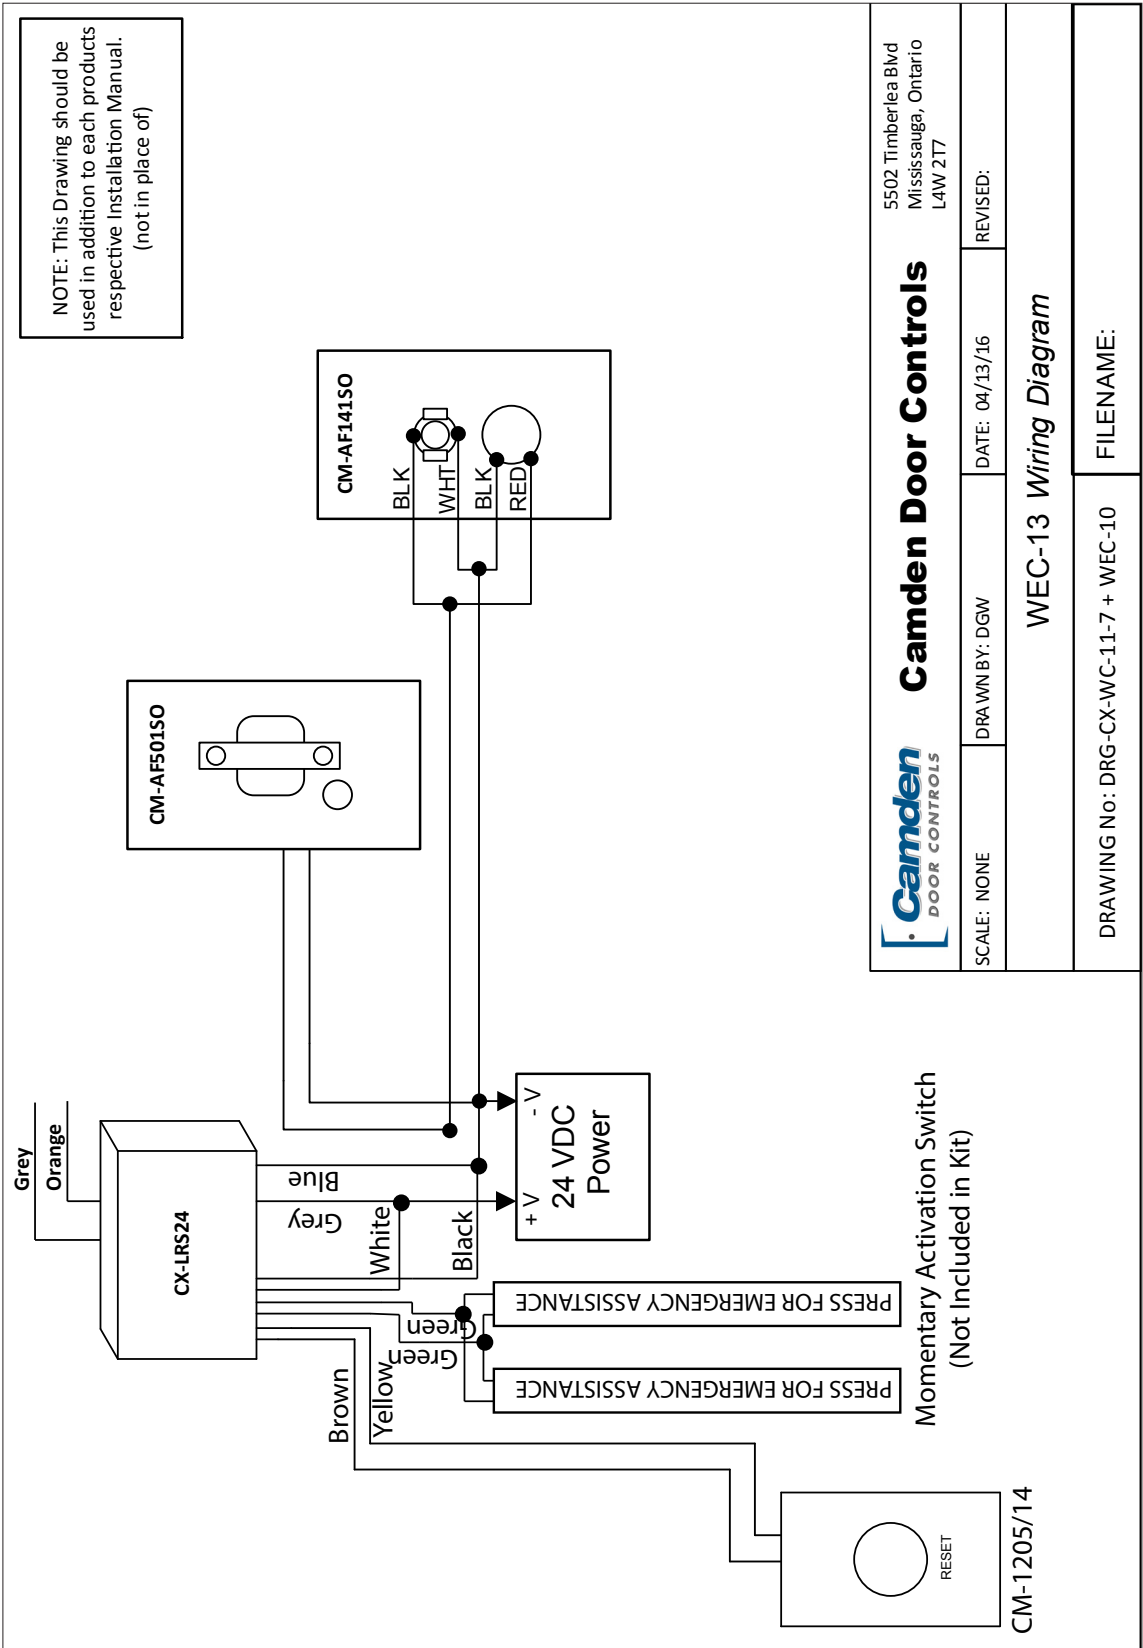 NOTE: This Drawing should be
used in addition to each products
respective Installation Manual.
(not in place of)
Grey
Orange
CX-LRS24
Blue
Grey
White
Black
Green
Green
Brown
Yellow
CM-AF501SO
CM-AF141SO
BLK
WHT
BLK
RED
+ V
- V
24 VDC
Power
PRESS FOR EMERGENCY ASSISTANCE
PRESS FOR EMERGENCY ASSISTANCE
Momentary Activation Switch
(Not Included in Kit)
RESET
CM-1205/14
Camden
DOOR CONTROLS
Camden Door Controls
5502 Timberlea Blvd
Mississauga, Ontario
L4W 2T7
SCALE: NONE
DRAWN BY: DGW
DATE: 04/13/16
REVISED:
WEC-13 Wiring Diagram
DRAWING No: DRG-CX-WC-11-7 + WEC-10
FILENAME: